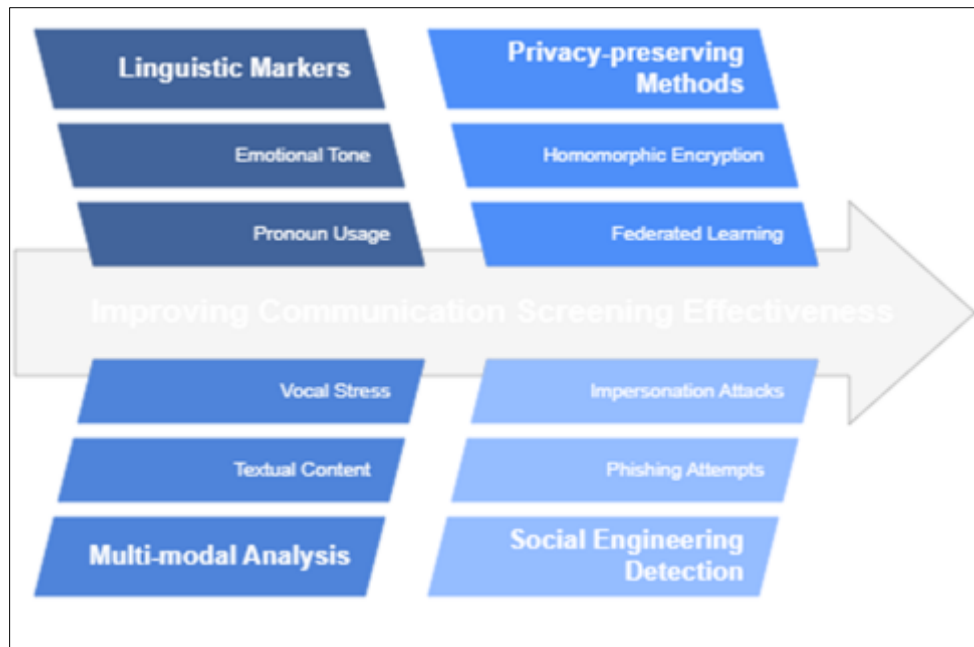 Linguistic Markers
Emotional Tone
Pronoun Usage
Privacy-preserving
Methods
Homomorphic Encryption
Federated Learning
Improving Communication Screening Effectiveness
Vocal Stress
Textual Content
Multi-modal Analysis
Impersonation Attacks
Phishing Attempts
Social Engineering
Detection